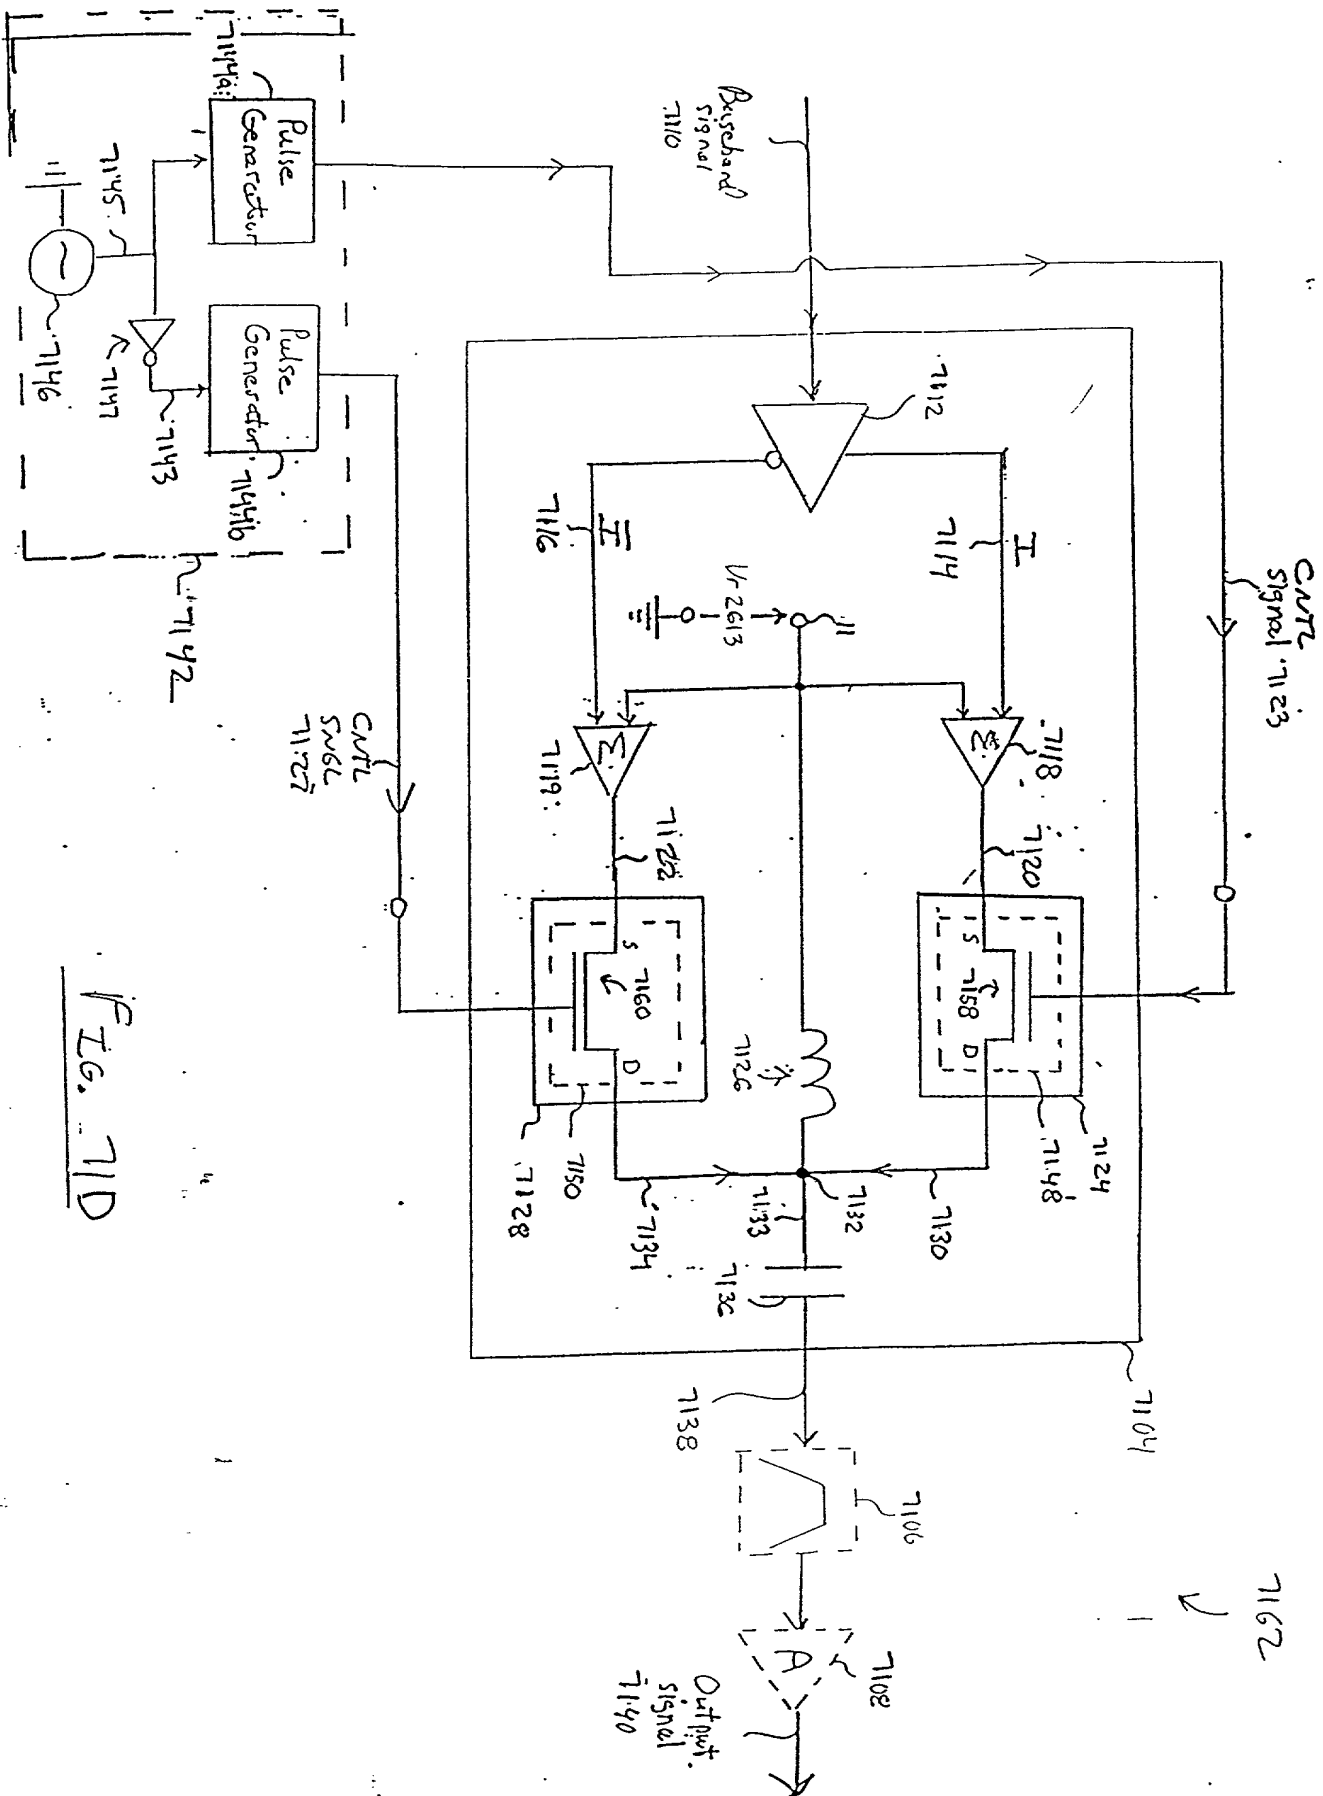 7162
CNTL
signal 7123
7104
7124
7148
7112
7114
I
7118
7120
S
7158
D
7130
7106
7108
A
Baseband
signal
7110
11
Vr 2613
7126
7132
7133
7136
7138
Output
signal
7140
7116
I
7119
Σ
Σ
7122
S
7160
D
7150
7134
7128
CNTL
SNGL
7127
7144a
Pulse
Generator
Pulse
Generator
7144b
7145
7146
7147
7143
7142
FIG. 71D